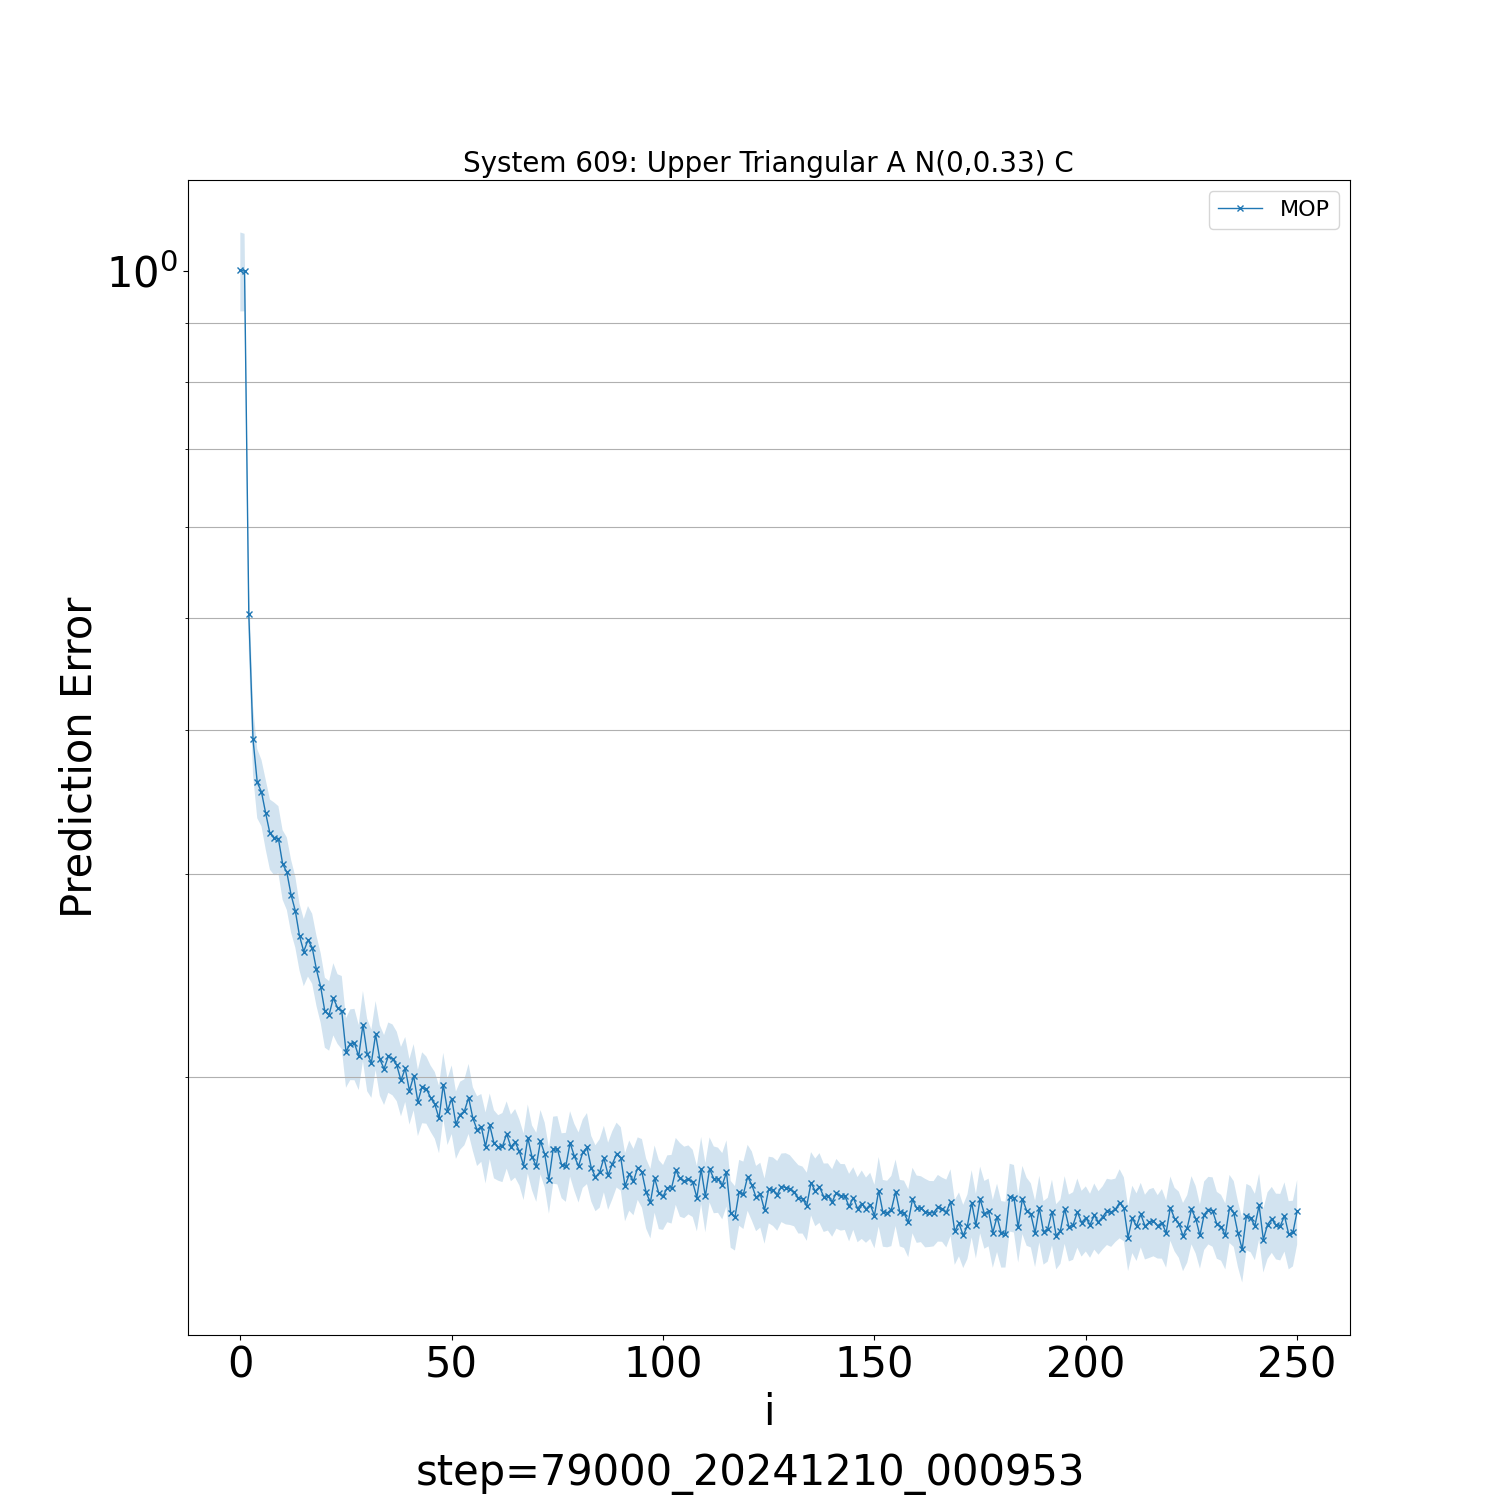 System 609: Upper Triangular A N(0,0.33) C
MOP
10⁰
Prediction Error
0 50 100 150 200 250
i
step=79000_20241210_000953